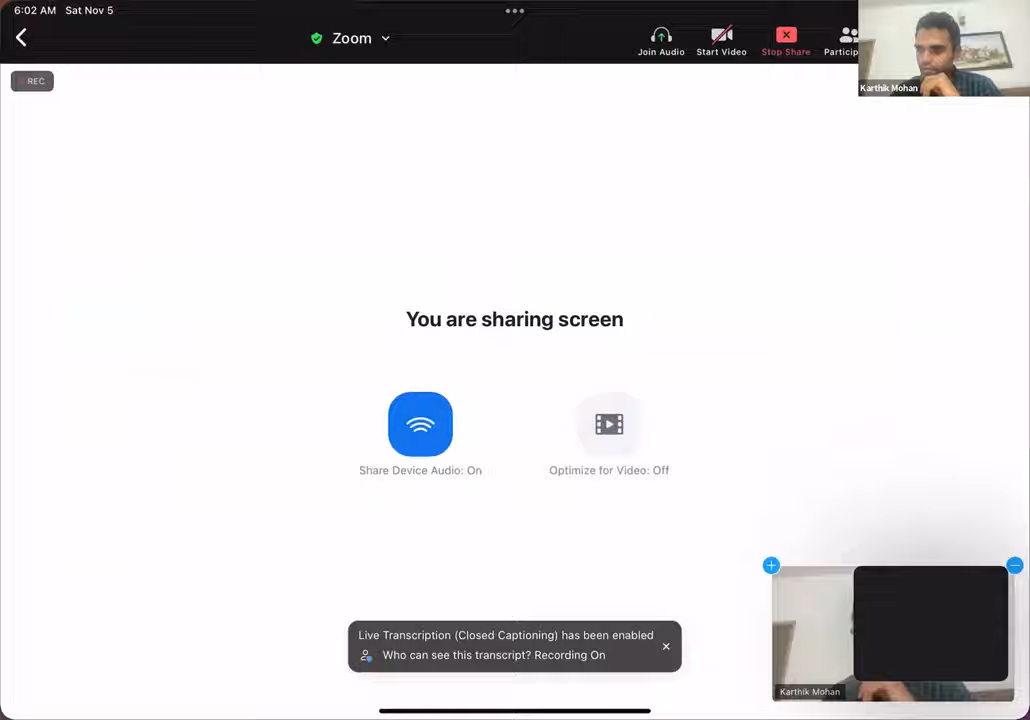 6:02 AM Sat Nov 5
Zoom
Join Audio
Start Video
Stop Share
Particip
Karthik Mohan
REC
You are sharing screen
Share Device Audio: On
Optimize for Video: Off
Live Transcription (Closed Captioning) has been enabled
Who can see this transcript? Recording On
Karthik Mohan